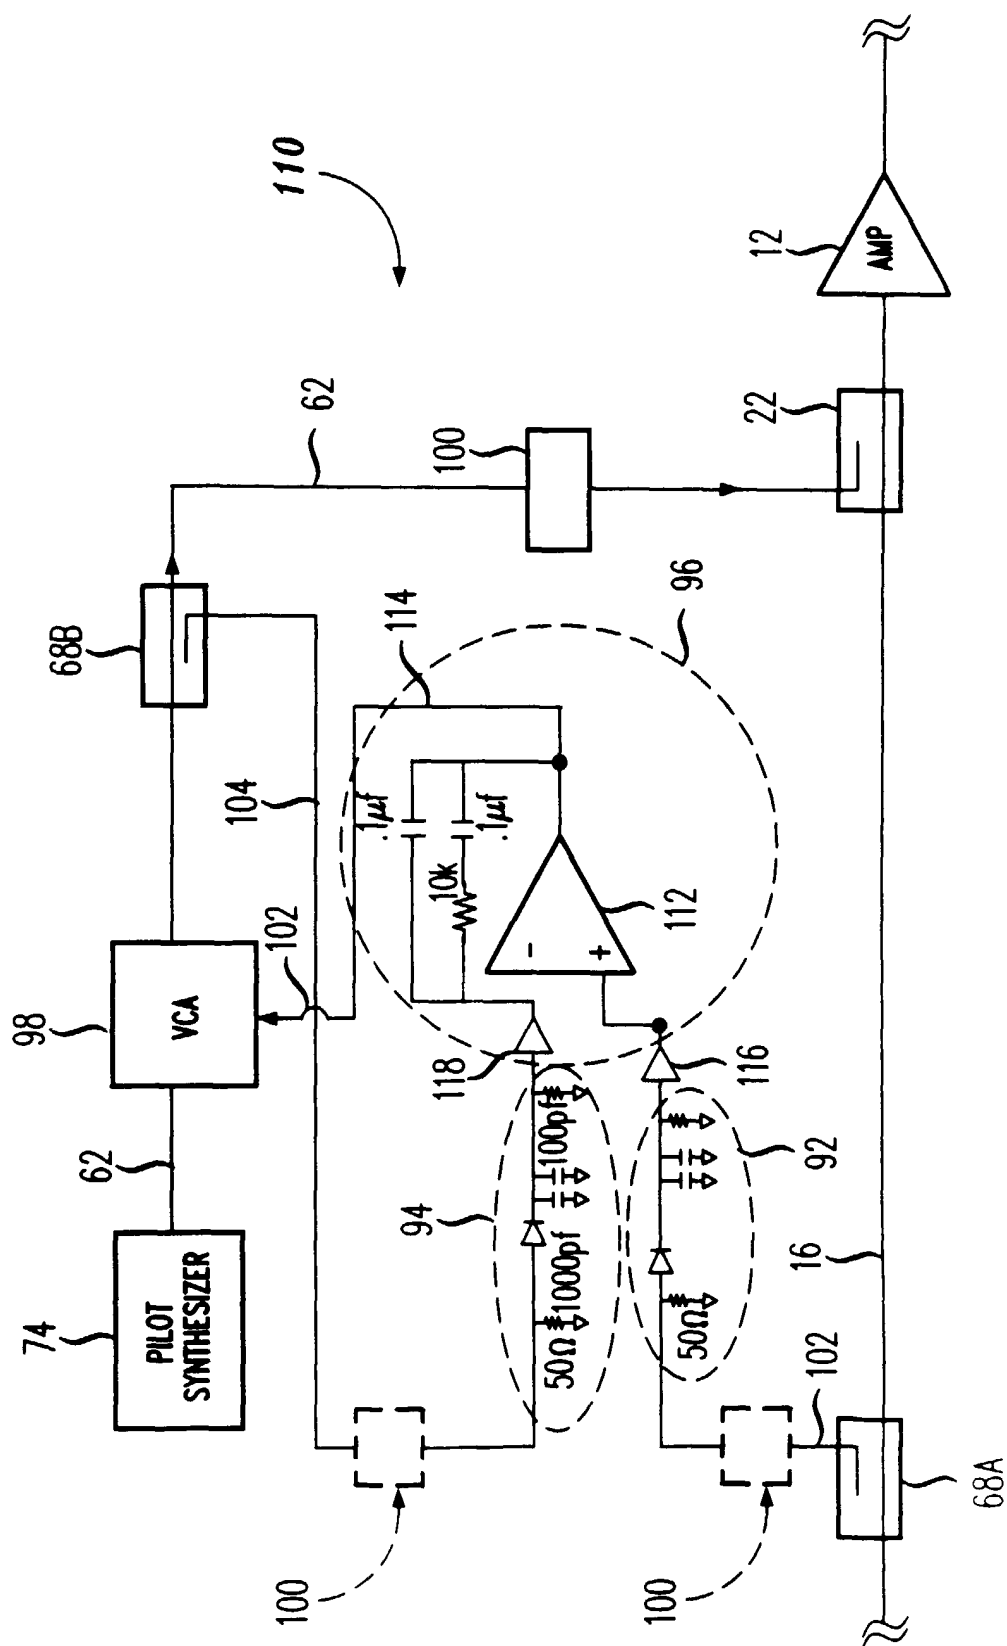 110
74
PILOT
SYNTHESIZER
62
98
VCA
102
68B
62
104
114
100
.1µf
.1µf
10k
96
−
+
112
118
116
94
50Ω
1000pf
100pf
92
50Ω
100
100
102
68A
16
22
12
AMP